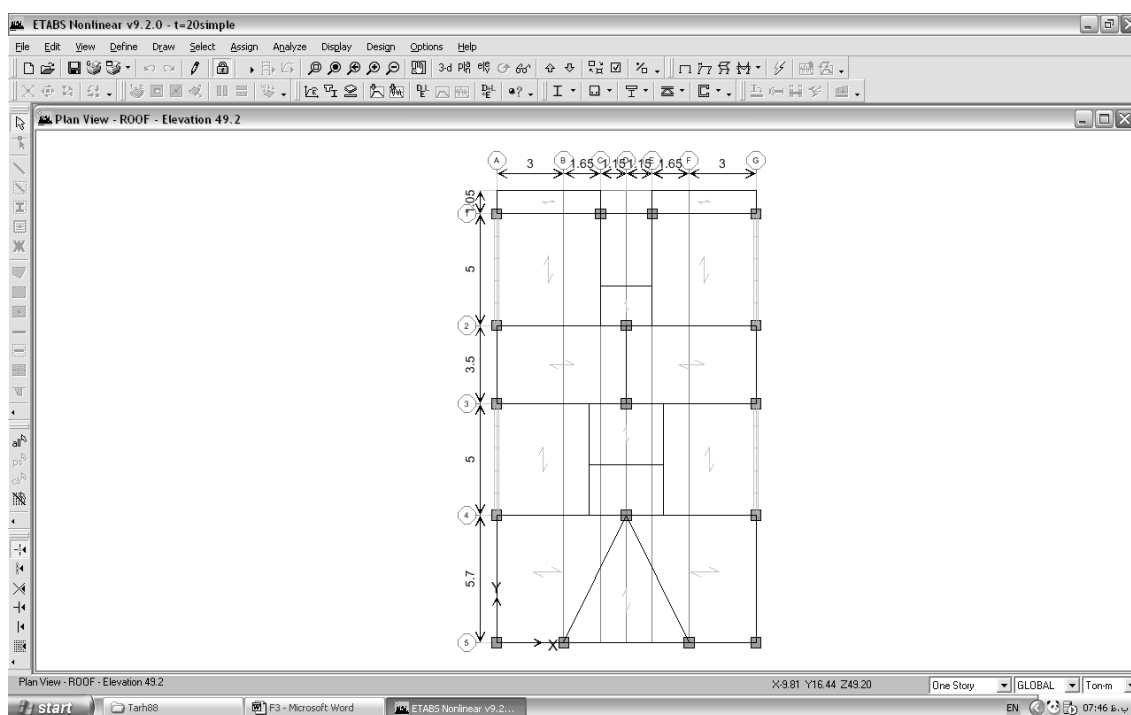 ETABS Nonlinear v9.2.0 - t=20simple
File Edit View Define Draw Select Assign Analyze Display Design Options Help
3-d
Plan View - ROOF - Elevation 49.2
A 3 B 1.65 C 1.15 D 1.15 E 1.65 F 3 G
1.05
1
5
2
3.5
3
5
4
5.7
Y
5 X
all
Plan View - ROOF - Elevation 49.2 X-9.81 Y16.44 Z49.20 One Story GLOBAL Ton-m
start Tarh88 F3 - Microsoft Word ETABS Nonlinear v9.2... EN 07:46 ب.ظ